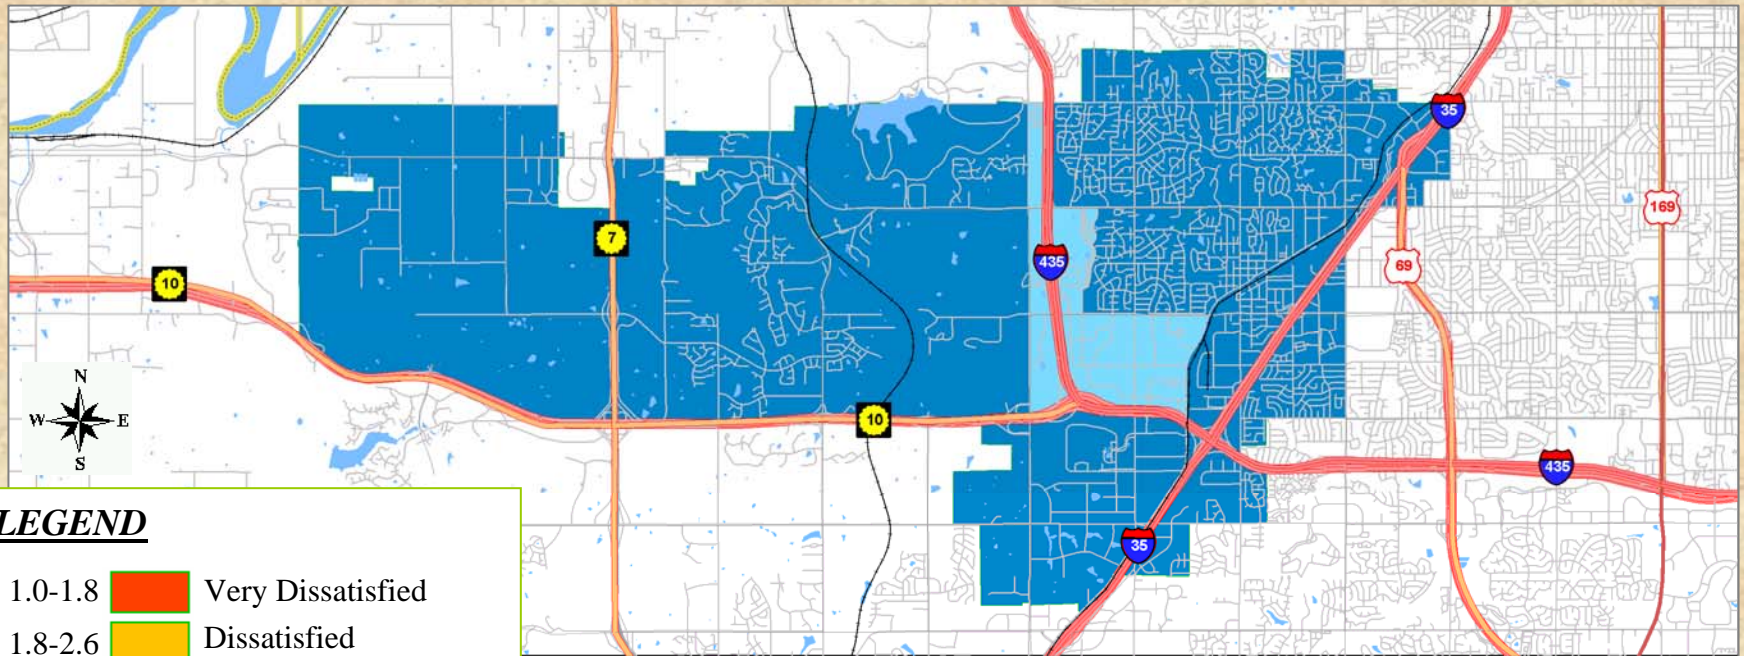 35
169
7
435
69
10
N
W E
S
10
435
35
LEGEND
1.0-1.8 Very Dissatisfied
1.8-2.6 Dissatisfied